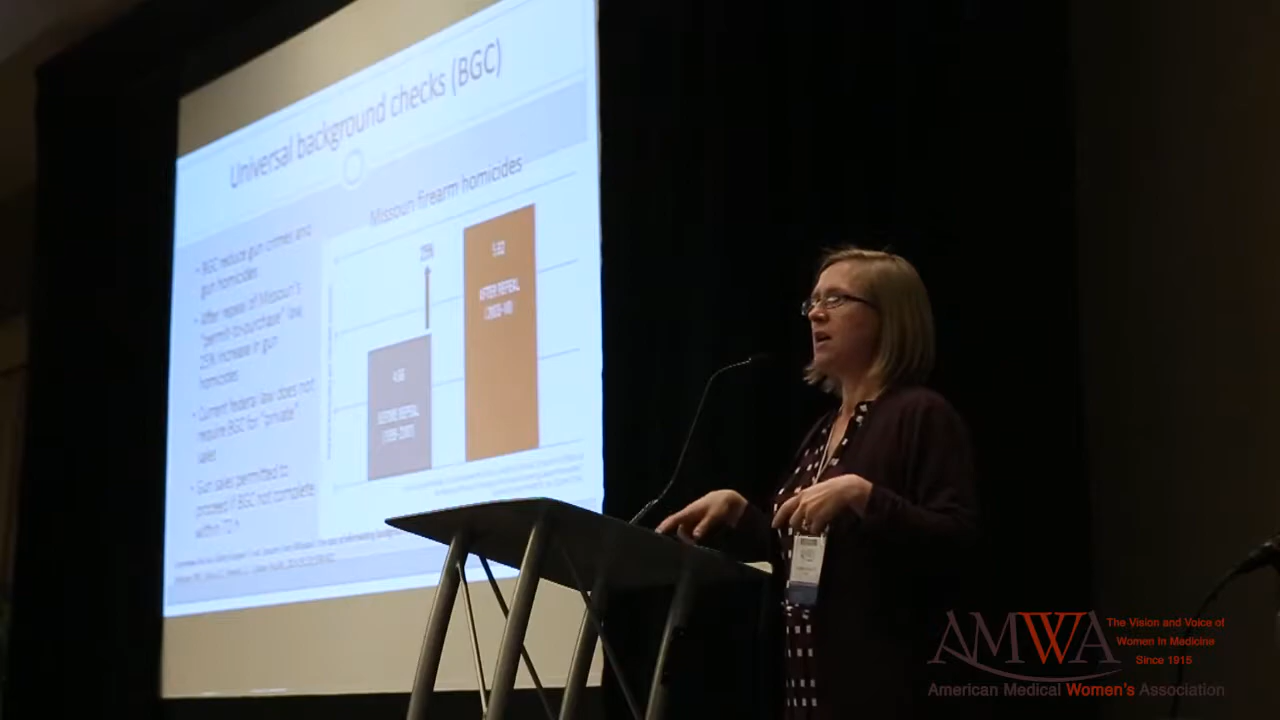 Universal background checks (BGC)
Missouri firearm homicides
• BGC reduce gun crimes and
gun homicides
• After repeal of Missouri's
"permit-to-purchase" law
25% increase in gun
homicides
• Current federal law does not
require BGC for "private"
sales
• Gun sales permitted to
proceed if BGC not complete
within
25%
BEFORE REPEAL
AFTER REPEAL
AMWA
The Vision and Voice of
Women In Medicine
Since 1915
American Medical Women's Association